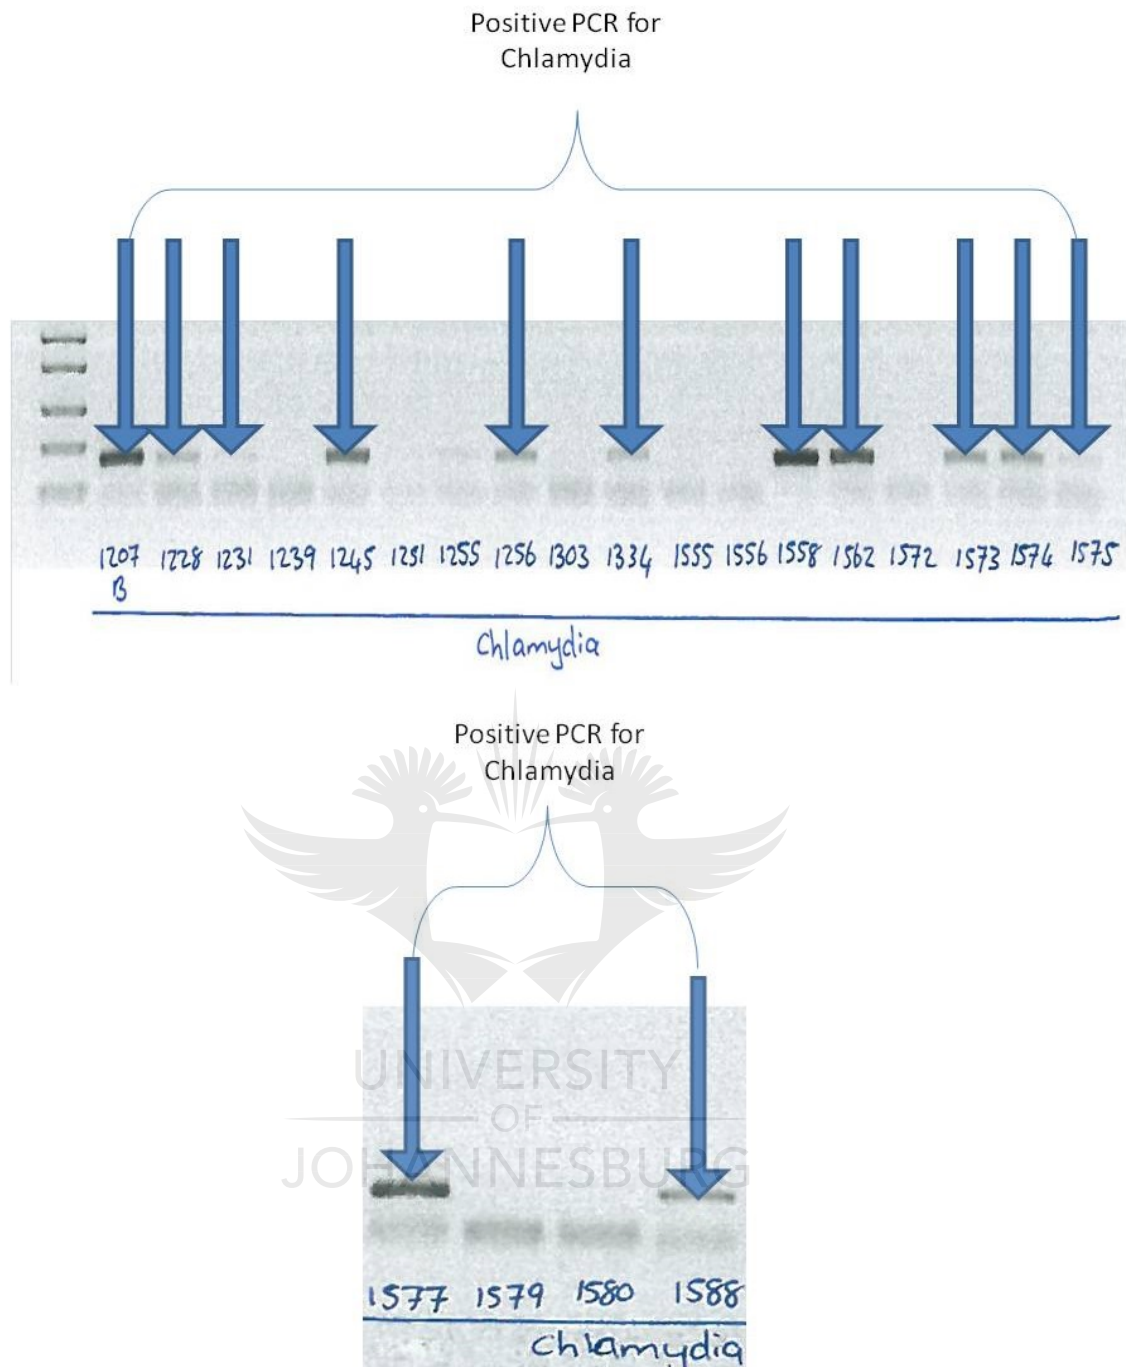 Positive PCR for
Chlamydia
1207 1228 1231 1239 1245 1251 1255 1256 1303 1334 1555 1556 1558 1562 1572 1573 1574 1575
B
Chlamydia
Positive PCR for
Chlamydia
UNIVERSITY
OF
JOHANNESBURG
1577 1579 1580 1588
Chlamydia